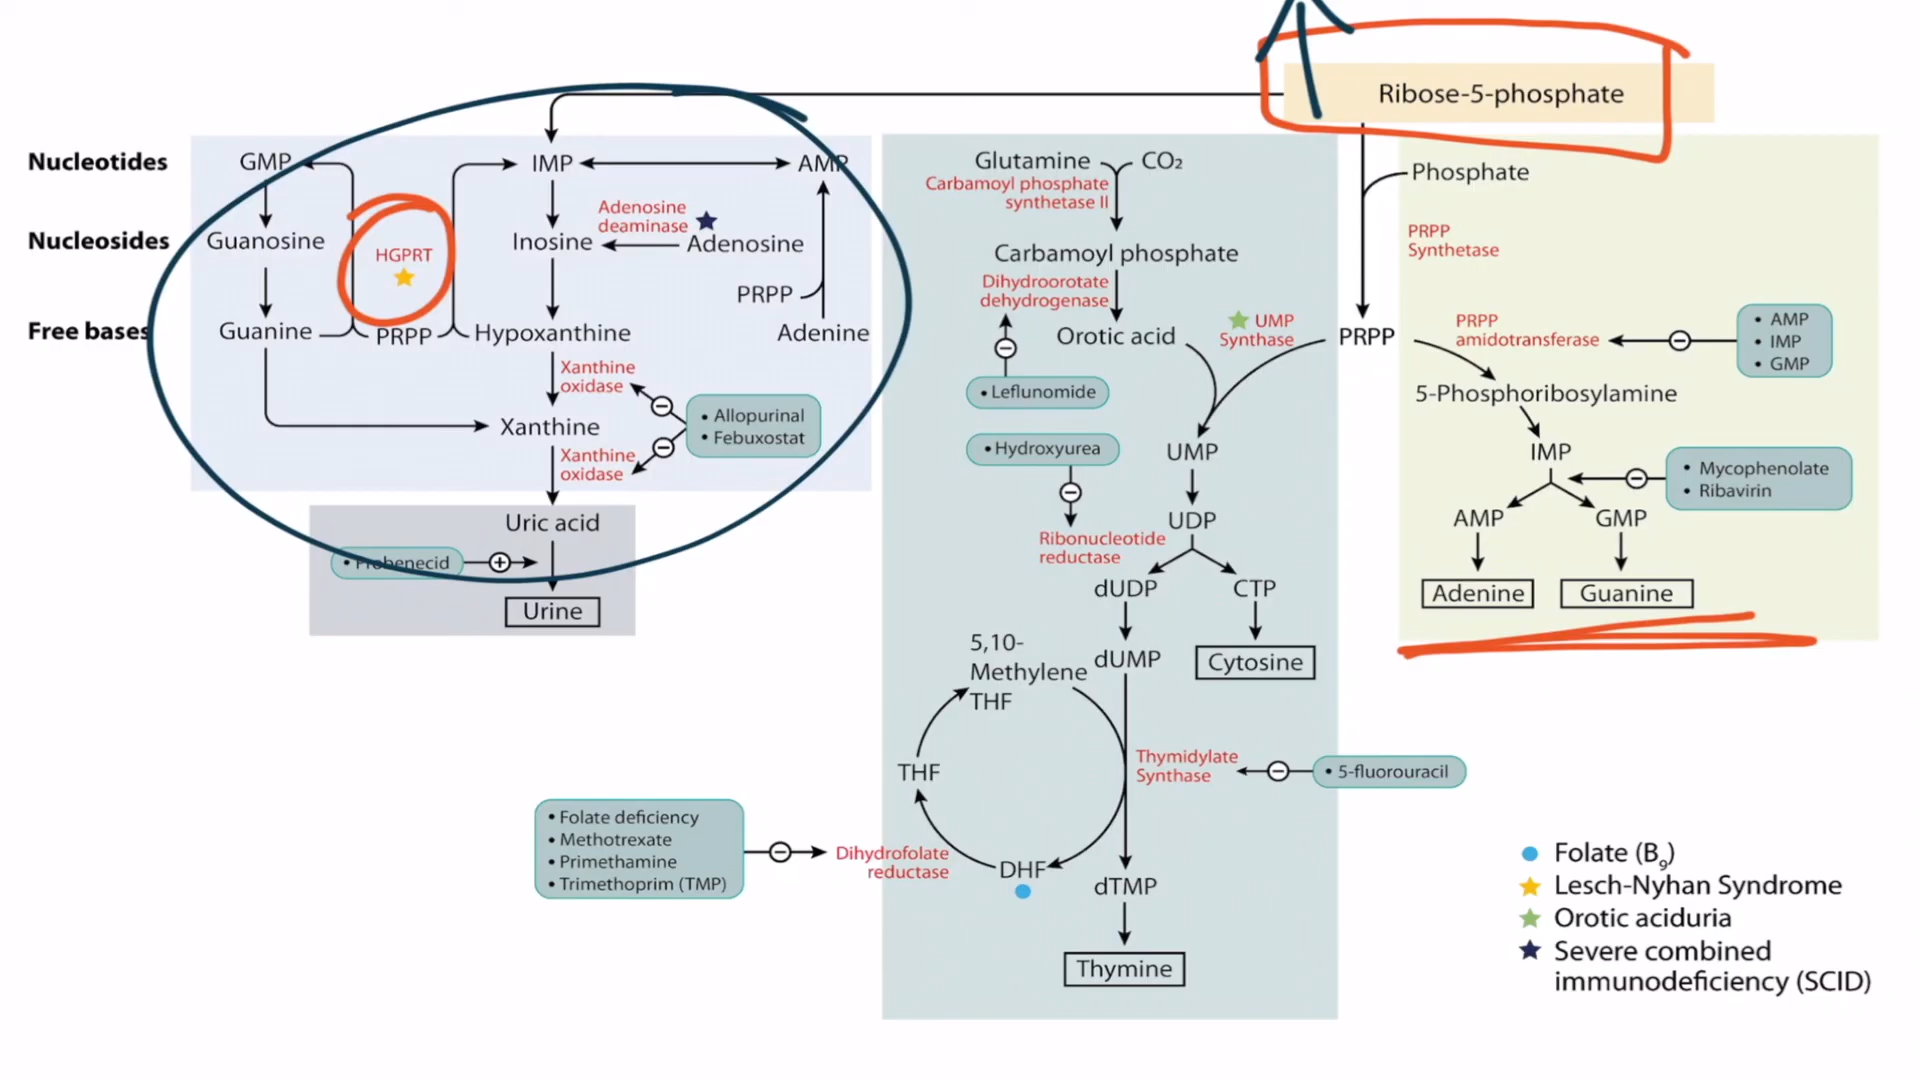 Ribose-5-phosphate
Nucleotides
GMP
IMP
AMP
Nucleosides
Guanosine
HGPRT
Inosine
Adenosine
deaminase
Adenosine
PRPP
Free bases
Guanine
PRPP
Hypoxanthine
Adenine
Xanthine
oxidase
• Allopurinal
• Febuxostat
Xanthine
Xanthine
oxidase
Uric acid
• Probenecid
Urine
Glutamine
CO₂
Carbamoyl phosphate
synthetase II
Carbamoyl phosphate
Dihydroorotate
dehydrogenase
Orotic acid
UMP
Synthase
PRPP
• Leflunomide
• Hydroxyurea
UMP
UDP
Ribonucleotide
reductase
dUDP
CTP
5,10-
Methylene
THF
dUMP
Cytosine
THF
Thymidylate
Synthase
• 5-fluorouracil
• Folate deficiency
• Methotrexate
• Primethamine
• Trimethoprim (TMP)
Dihydrofolate
reductase
DHF
dTMP
Thymine
Phosphate
PRPP
Synthetase
PRPP
amidotransferase
• AMP
• IMP
• GMP
5-Phosphoribosylamine
IMP
• Mycophenolate
• Ribavirin
AMP
GMP
Adenine
Guanine
Folate (B₉)
Lesch-Nyhan Syndrome
Orotic aciduria
Severe combined
immunodeficiency (SCID)